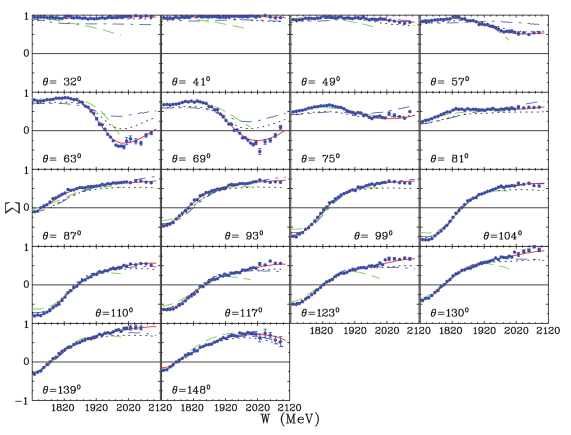 1
0
θ= 32⁰
θ= 41⁰
θ= 49⁰
θ= 57⁰
1
0
θ= 63⁰
θ= 69⁰
θ= 75⁰
θ= 81⁰
1
Σ
0
θ= 87⁰
θ= 93⁰
θ= 99⁰
θ=104⁰
1
0
θ=110⁰
θ=117⁰
θ=123⁰
θ=130⁰
1820 1920 2020 2120 1820 1920 2020 2120
1
0
θ=139⁰
θ=148⁰
−1
1820 1920 2020 2120 1820 1920 2020 2120
W (MeV)